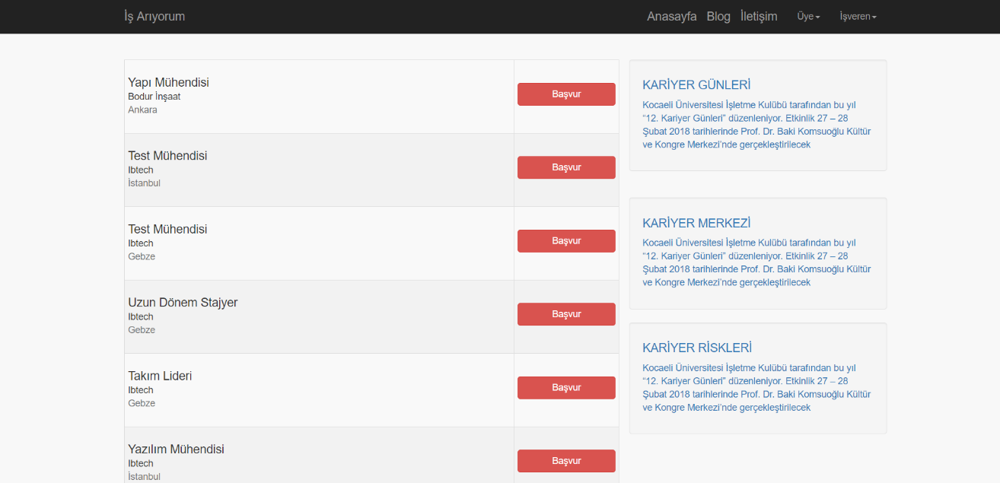 İş Arıyorum
Anasayfa Blog İletişim Üye İşveren
Yapı Mühendisi
Bodur İnşaat
Ankara
Başvur
Test Mühendisi
Ibtech
İstanbul
Başvur
Test Mühendisi
Ibtech
Gebze
Başvur
Uzun Dönem Stajyer
Ibtech
Gebze
Başvur
Takım Lideri
Ibtech
Gebze
Başvur
Yazılım Mühendisi
Ibtech
İstanbul
Başvur
KARİYER GÜNLERİ
Kocaeli Üniversitesi İşletme Kulübü tarafından bu yıl
“12. Kariyer Günleri” düzenleniyor. Etkinlik 27 – 28
Şubat 2018 tarihlerinde Prof. Dr. Baki Komsuoğlu Kültür
ve Kongre Merkezi’nde gerçekleştirilecek
KARİYER MERKEZİ
Kocaeli Üniversitesi İşletme Kulübü tarafından bu yıl
“12. Kariyer Günleri” düzenleniyor. Etkinlik 27 – 28
Şubat 2018 tarihlerinde Prof. Dr. Baki Komsuoğlu Kültür
ve Kongre Merkezi’nde gerçekleştirilecek
KARİYER RİSKLERİ
Kocaeli Üniversitesi İşletme Kulübü tarafından bu yıl
“12. Kariyer Günleri” düzenleniyor. Etkinlik 27 – 28
Şubat 2018 tarihlerinde Prof. Dr. Baki Komsuoğlu Kültür
ve Kongre Merkezi’nde gerçekleştirilecek